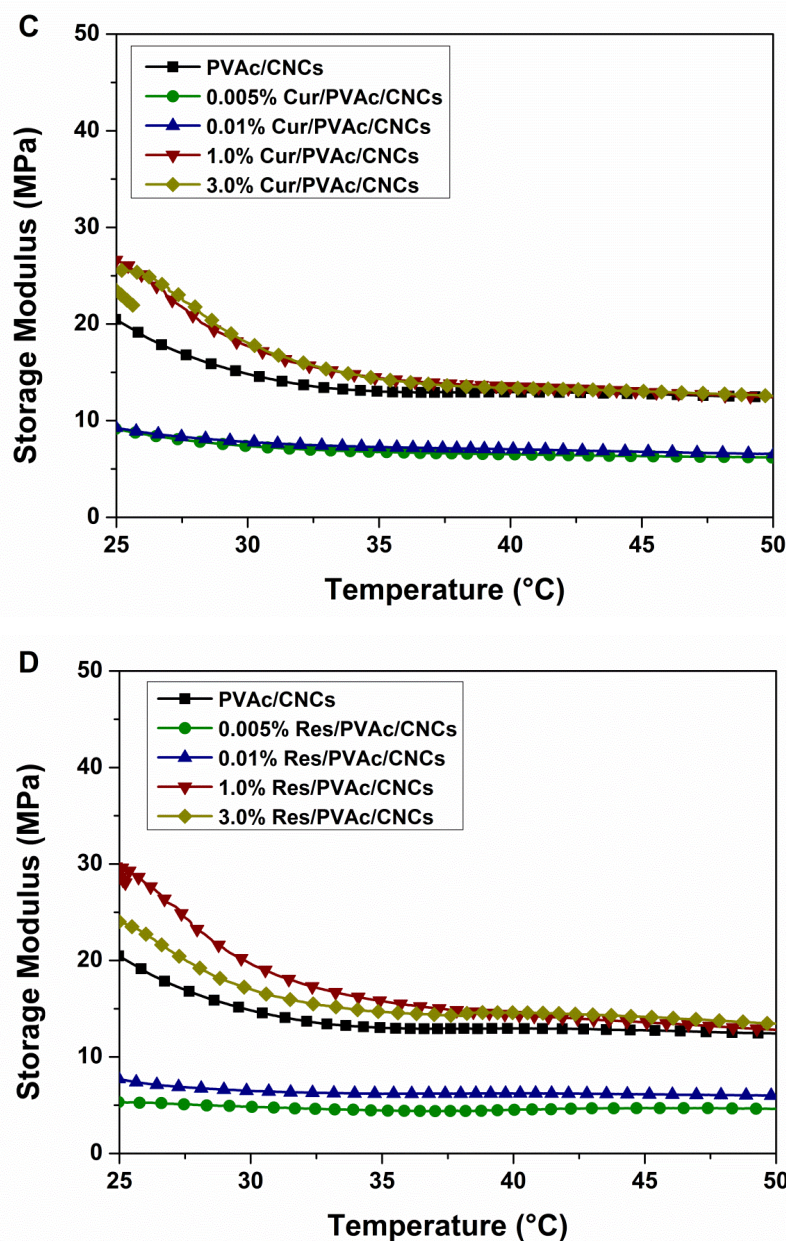 C
50
40
30
20
10
0
Storage Modulus (MPa)
PVAc/CNCs
0.005% Cur/PVAc/CNCs
0.01% Cur/PVAc/CNCs
1.0% Cur/PVAc/CNCs
3.0% Cur/PVAc/CNCs
25 30 35 40 45 50
Temperature (°C)
D
50
40
30
20
10
0
Storage Modulus (MPa)
PVAc/CNCs
0.005% Res/PVAc/CNCs
0.01% Res/PVAc/CNCs
1.0% Res/PVAc/CNCs
3.0% Res/PVAc/CNCs
25 30 35 40 45 50
Temperature (°C)